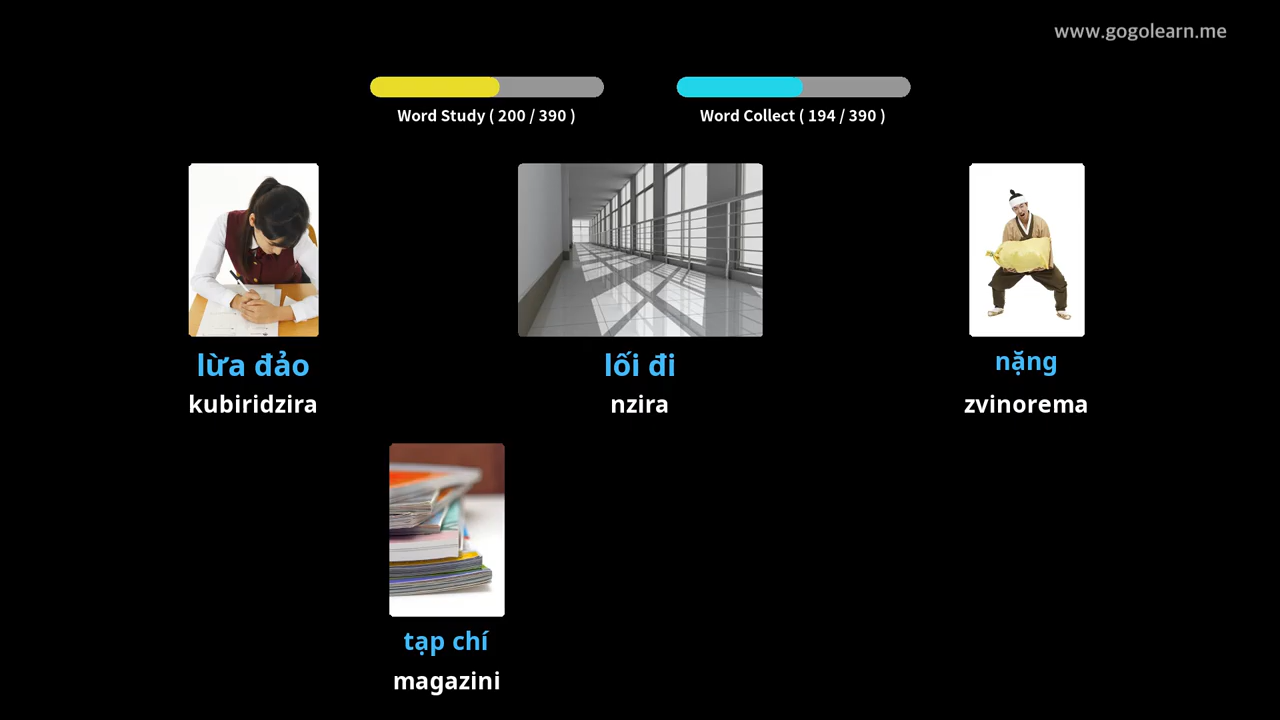 www.gogolearn.me
Word Study ( 200 / 390 )
Word Collect ( 194 / 390 )
lừa đảo
kubiridzira
lối đi
nzira
nặng
zvinorema
tạp chí
magazini